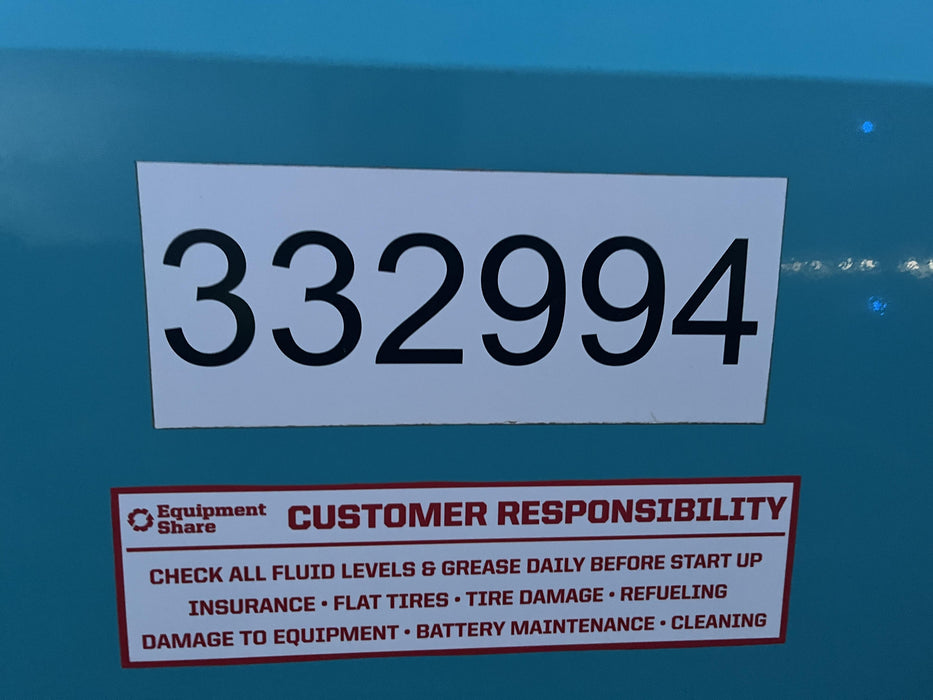 332994
Equipment
Share
CUSTOMER RESPONSIBILITY
CHECK ALL FLUID LEVELS & GREASE DAILY BEFORE START UP
INSURANCE • FLAT TIRES • TIRE DAMAGE • REFUELING
DAMAGE TO EQUIPMENT • BATTERY MAINTENANCE • CLEANING